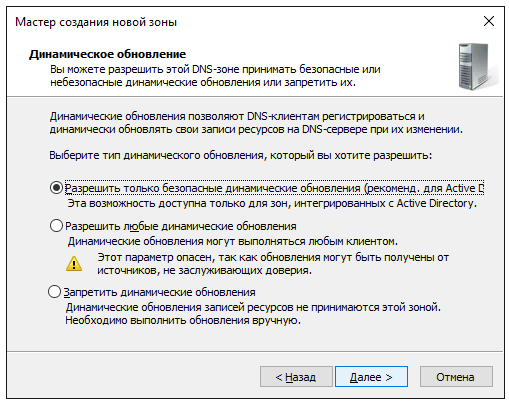 Мастер создания новой зоны
Динамическое обновление
Вы можете разрешить этой DNS-зоне принимать безопасные или
небезопасные динамические обновления или запретить их.
Динамические обновления позволяют DNS-клиентам регистрироваться и
динамически обновлять свои записи ресурсов на DNS-сервере при их изменении.
Выберите тип динамического обновления, который вы хотите разрешить:
Разрешить только безопасные динамические обновления (рекоменд. для Active D
Эта возможность доступна только для зон, интегрированных с Active Directory.
Разрешить любые динамические обновления
Динамические обновления могут выполняться любым клиентом.
Этот параметр опасен, так как обновления могут быть получены от
источников, не заслуживающих доверия.
Запретить динамические обновления
Динамические обновления записей ресурсов не принимаются этой зоной.
Необходимо выполнить обновления вручную.
< Назад
Далее >
Отмена